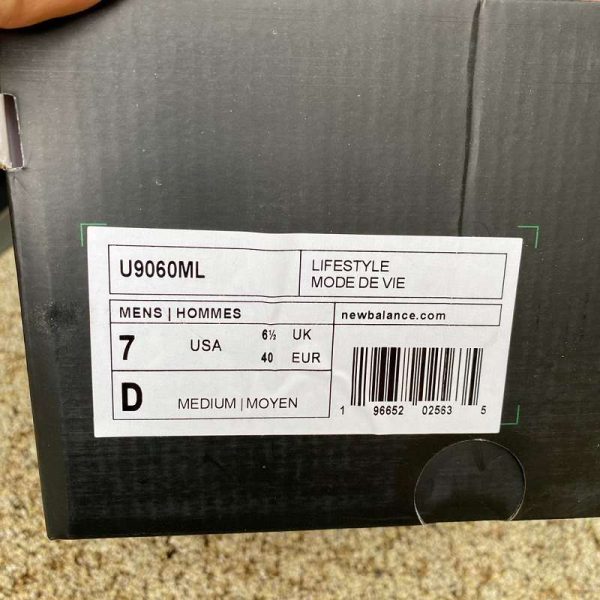 U9060ML
LIFESTYLE
MODE DE VIE
MENS | HOMMES
newbalance.com
7 USA 6½ UK
40 EUR
D MEDIUM | MOYEN
1 96652 02563 5